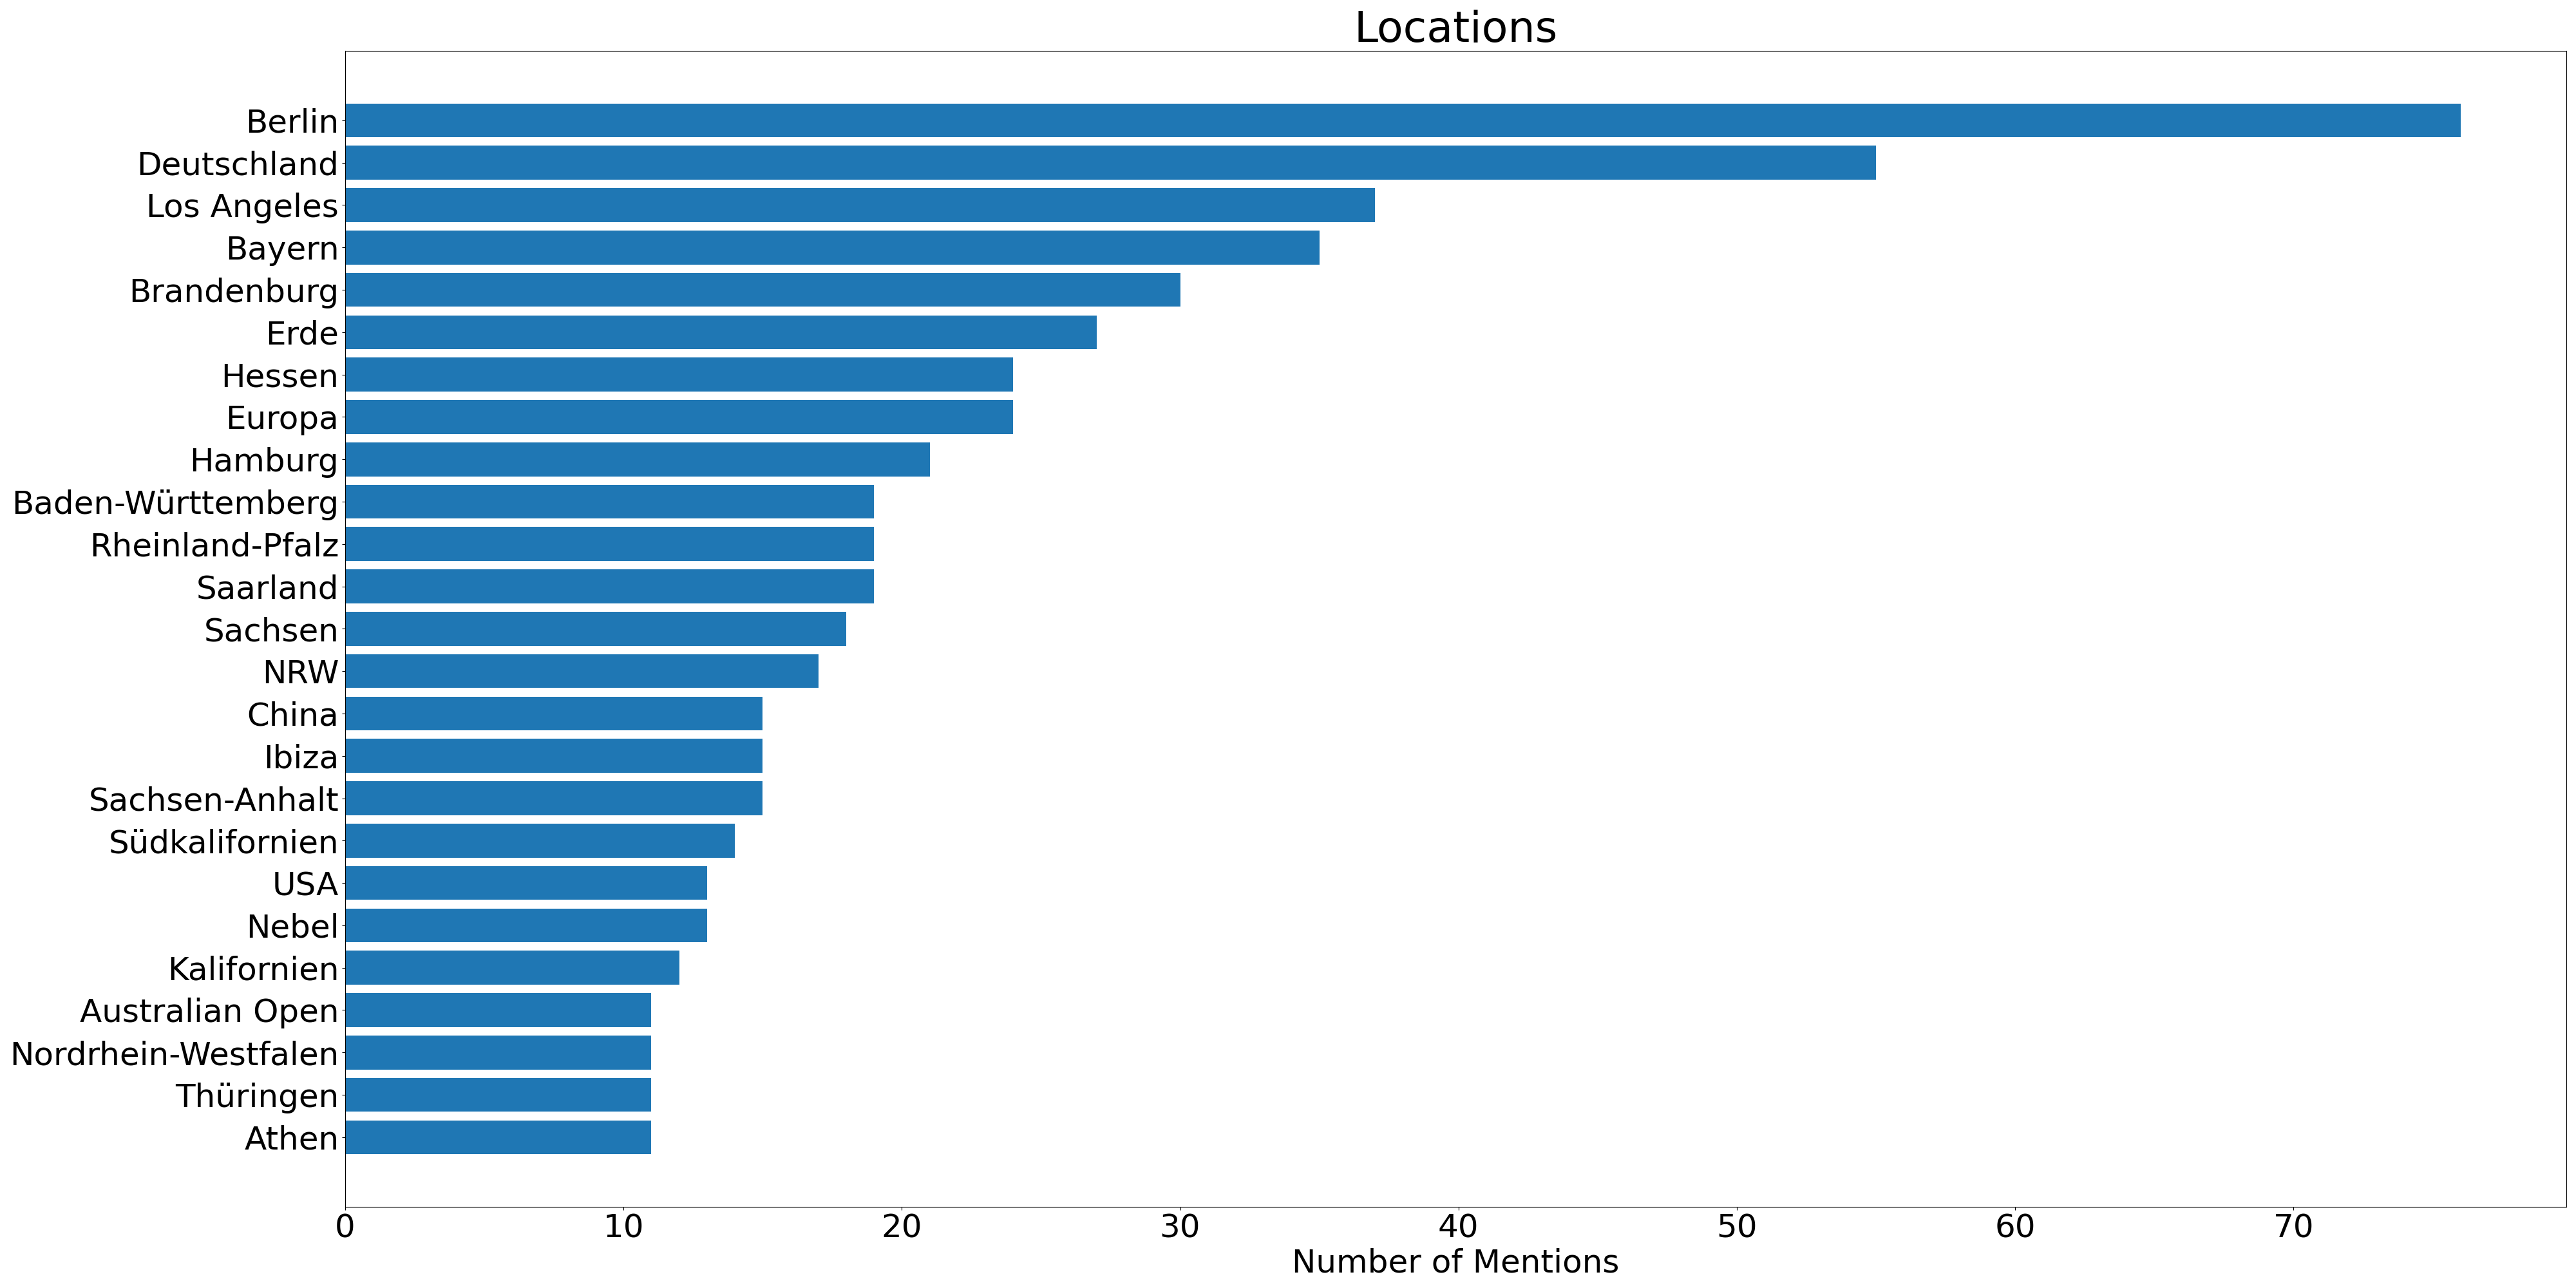 Locations
Berlin
Deutschland
Los Angeles
Bayern
Brandenburg
Erde
Hessen
Europa
Hamburg
Baden-Württemberg
Rheinland-Pfalz
Saarland
Sachsen
NRW
China
Ibiza
Sachsen-Anhalt
Südkalifornien
USA
Nebel
Kalifornien
Australian Open
Nordrhein-Westfalen
Thüringen
Athen
0 10 20 30 40 50 60 70
Number of Mentions